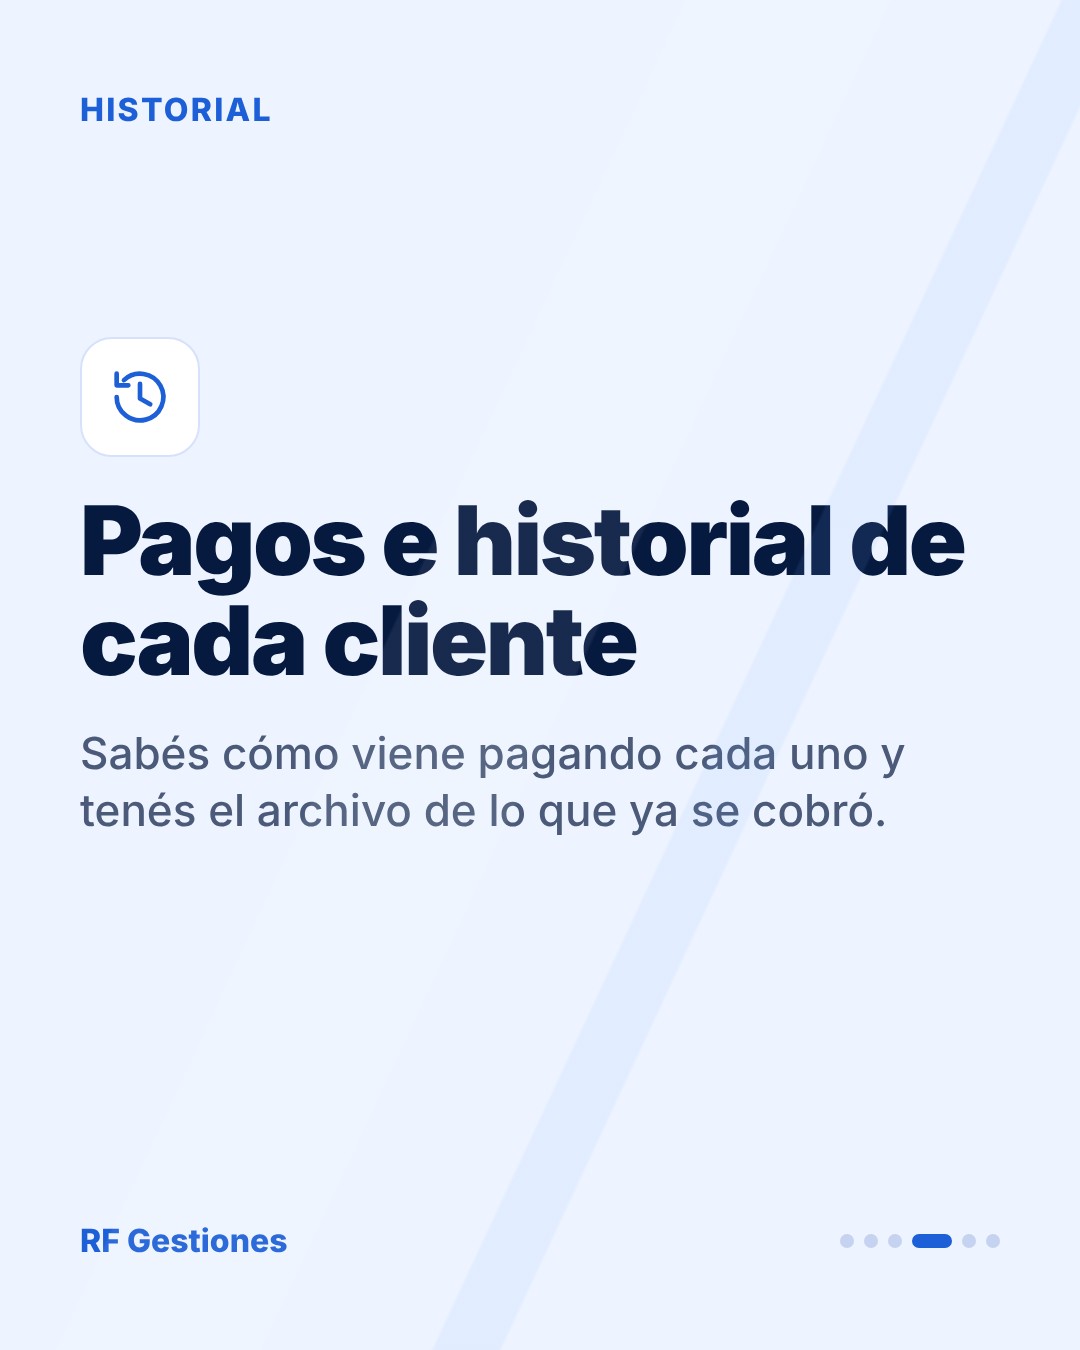 HISTORIAL
Pagos e historial de
cada cliente
Sabés cómo viene pagando cada uno y
tenés el archivo de lo que ya se cobró.
RF Gestiones